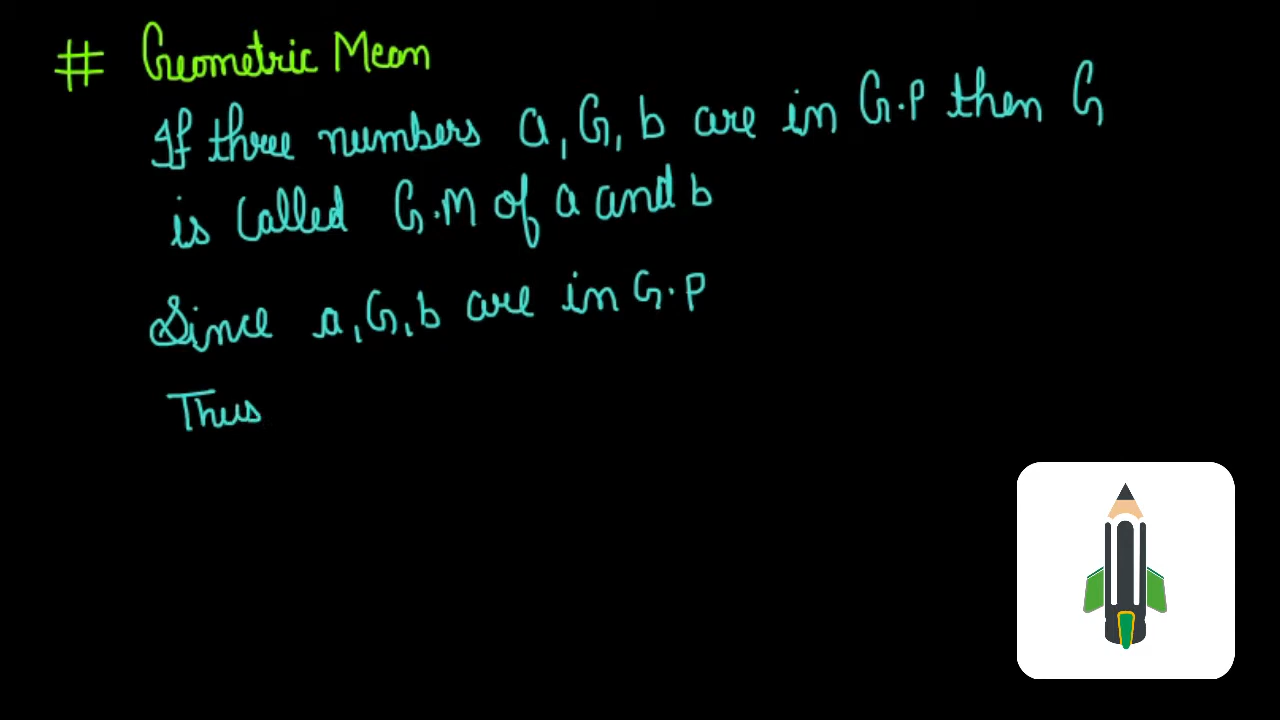 # Geometric Mean
If three numbers a, G, b are in G.P then G
is called G.M of a and b
Since a, G, b are in G.P
Thus